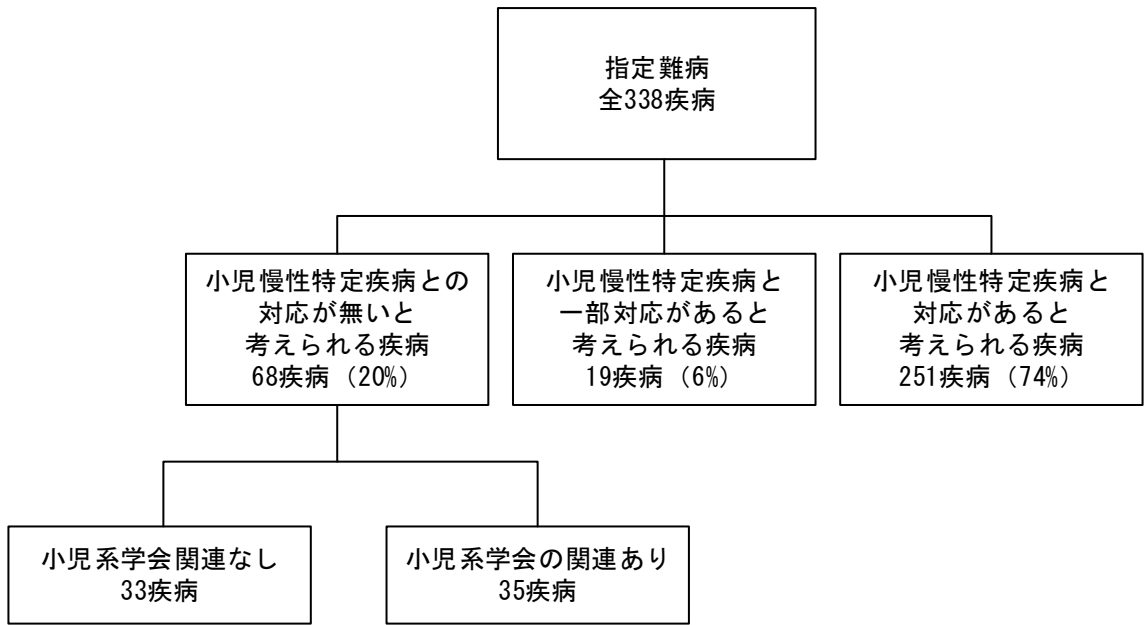 指定難病
全338疾病
小児慢性特定疾病との
対応が無いと
考えられる疾病
68疾病（20%）
小児慢性特定疾病と
一部対応があると
考えられる疾病
19疾病（6%）
小児慢性特定疾病と
対応があると
考えられる疾病
251疾病（74%）
小児系学会関連なし
33疾病
小児系学会の関連あり
35疾病